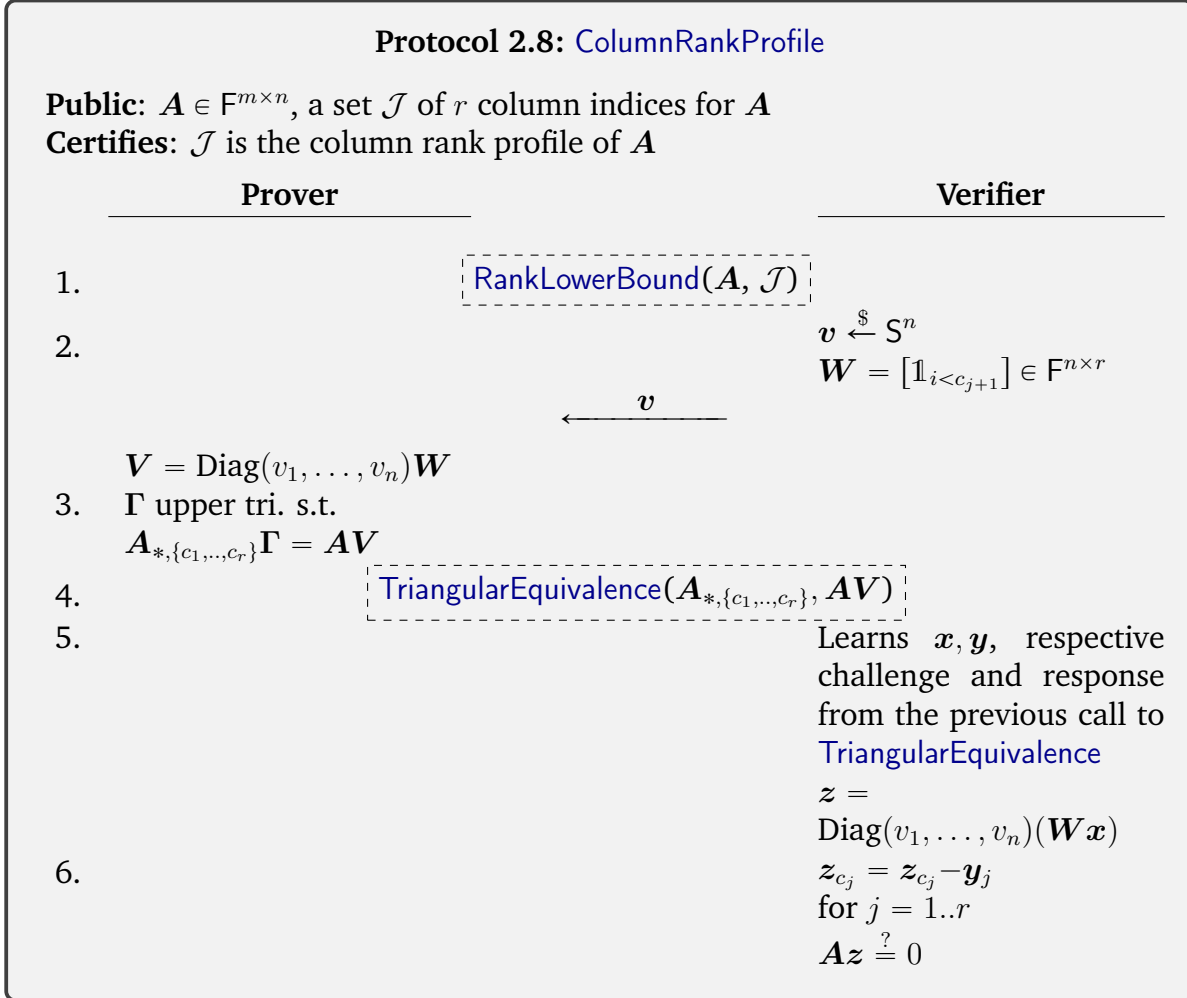 Protocol 2.8: ColumnRankProfile
Public: A ∈ F^{m×n}, a set 𝒥 of r column indices for A
Certifies: 𝒥 is the column rank profile of A
Prover Verifier
1. RankLowerBound(A, 𝒥)
2. v $← S^n
W = [𝟙_{i<c_{j+1}}] ∈ F^{n×r}
v
←
V = Diag(v_1, . . . , v_n)W
3. Γ upper tri. s.t.
A_{*,{c_1,..,c_r}}Γ = AV
4. TriangularEquivalence(A_{*,{c_1,..,c_r}}, AV)
5. Learns x, y, respective
challenge and response
from the previous call to
TriangularEquivalence
z =
Diag(v_1, . . . , v_n)(Wx)
6. z_{c_j} = z_{c_j}−y_j
for j = 1..r
Az ?= 0